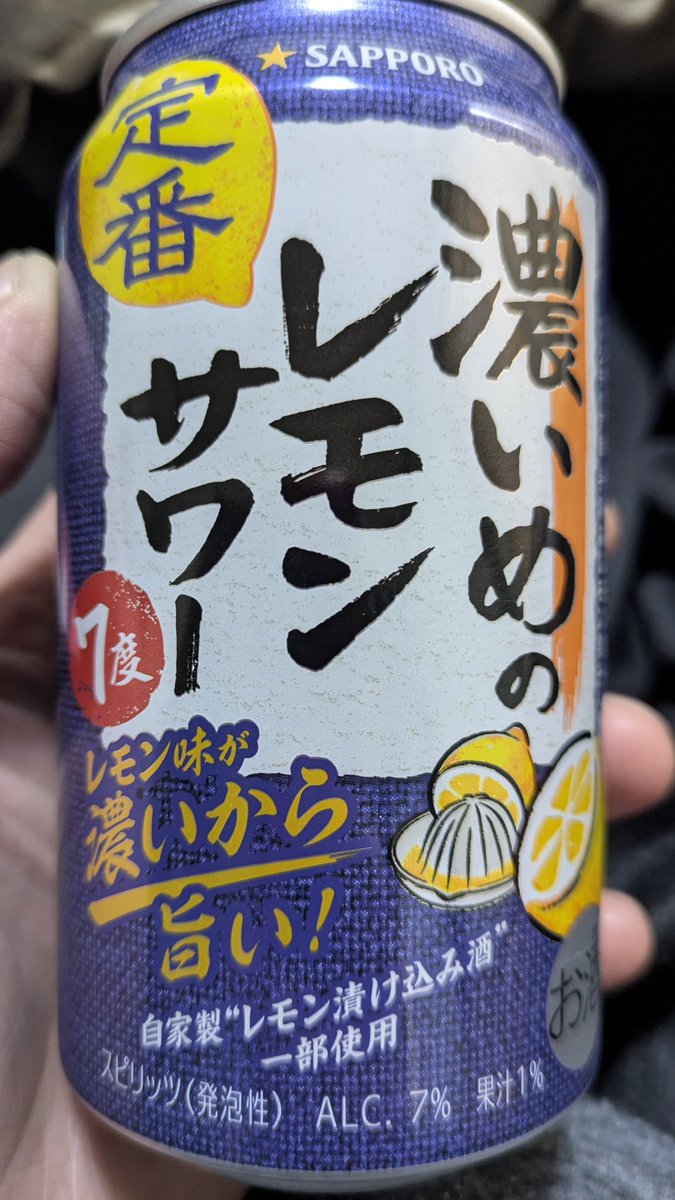 SAPPORO
定番
濃いめの
レモン
サワー
7度
レモン味が
濃いから
旨い!
自家製“レモン漬け込み酒”
一部使用
スピリッツ(発泡性) ALC. 7% 果汁1%
お酒